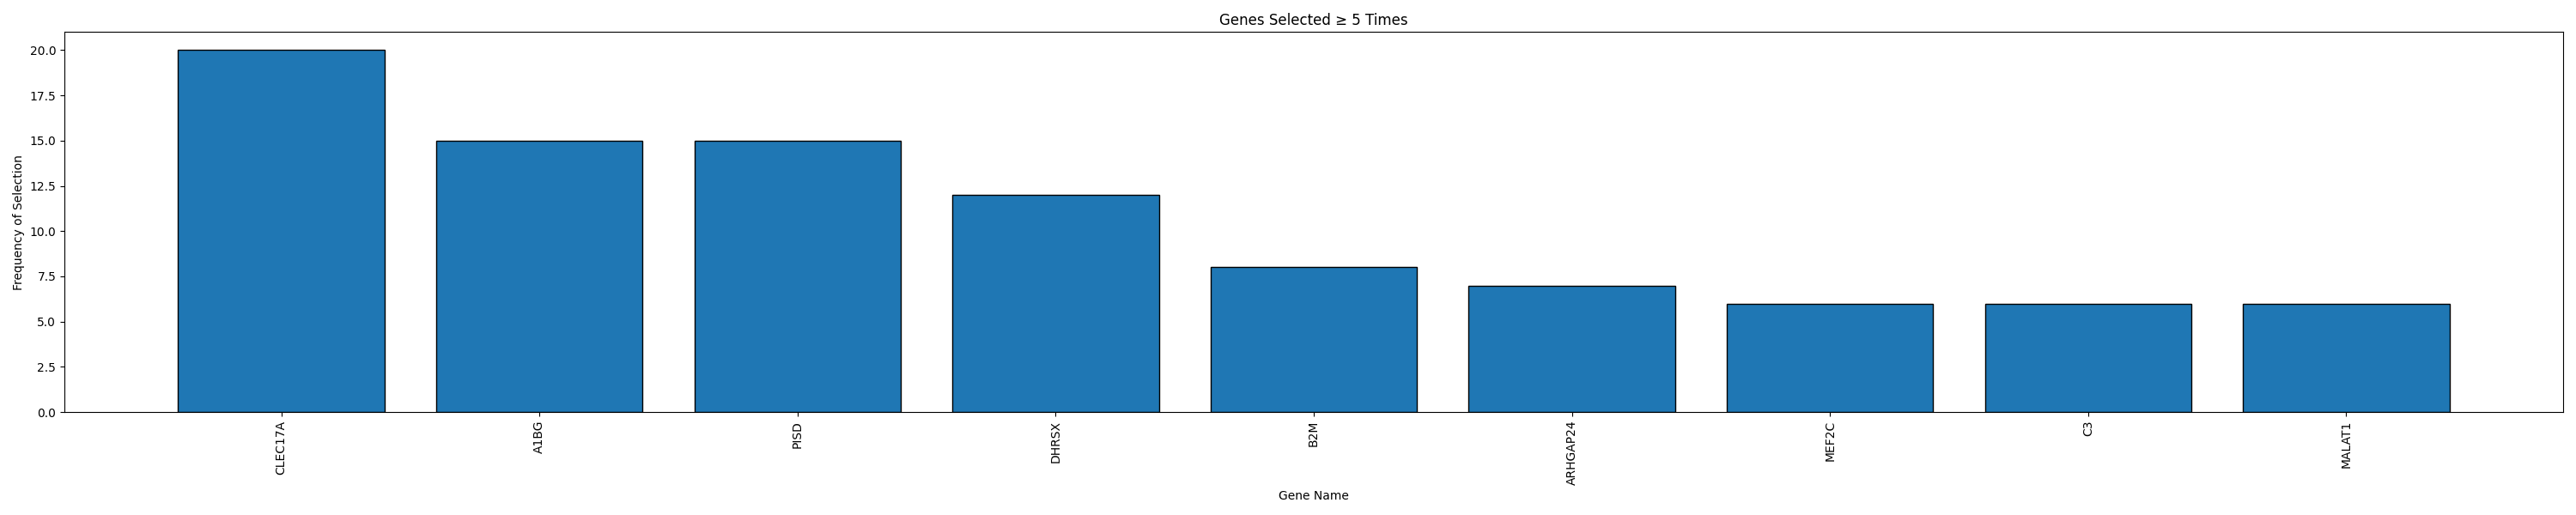 Genes Selected ≥ 5 Times
Frequency of Selection
20.0
17.5
15.0
12.5
10.0
7.5
5.0
2.5
0.0
CLEC17A
A1BG
PISD
DHRSX
B2M
ARHGAP24
MEF2C
C3
MALAT1
Gene Name